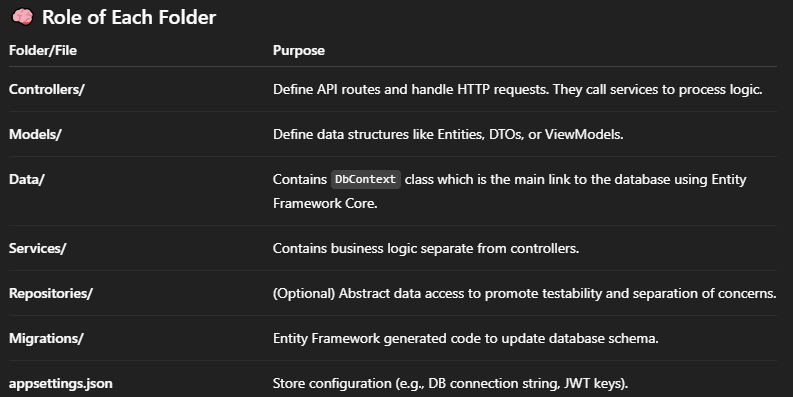 🧠 Role of Each Folder
Folder/File Purpose
Controllers/ Define API routes and handle HTTP requests. They call services to process logic.
Models/ Define data structures like Entities, DTOs, or ViewModels.
Data/ Contains DbContext class which is the main link to the database using Entity
Framework Core.
Services/ Contains business logic separate from controllers.
Repositories/ (Optional) Abstract data access to promote testability and separation of concerns.
Migrations/ Entity Framework generated code to update database schema.
appsettings.json Store configuration (e.g., DB connection string, JWT keys).